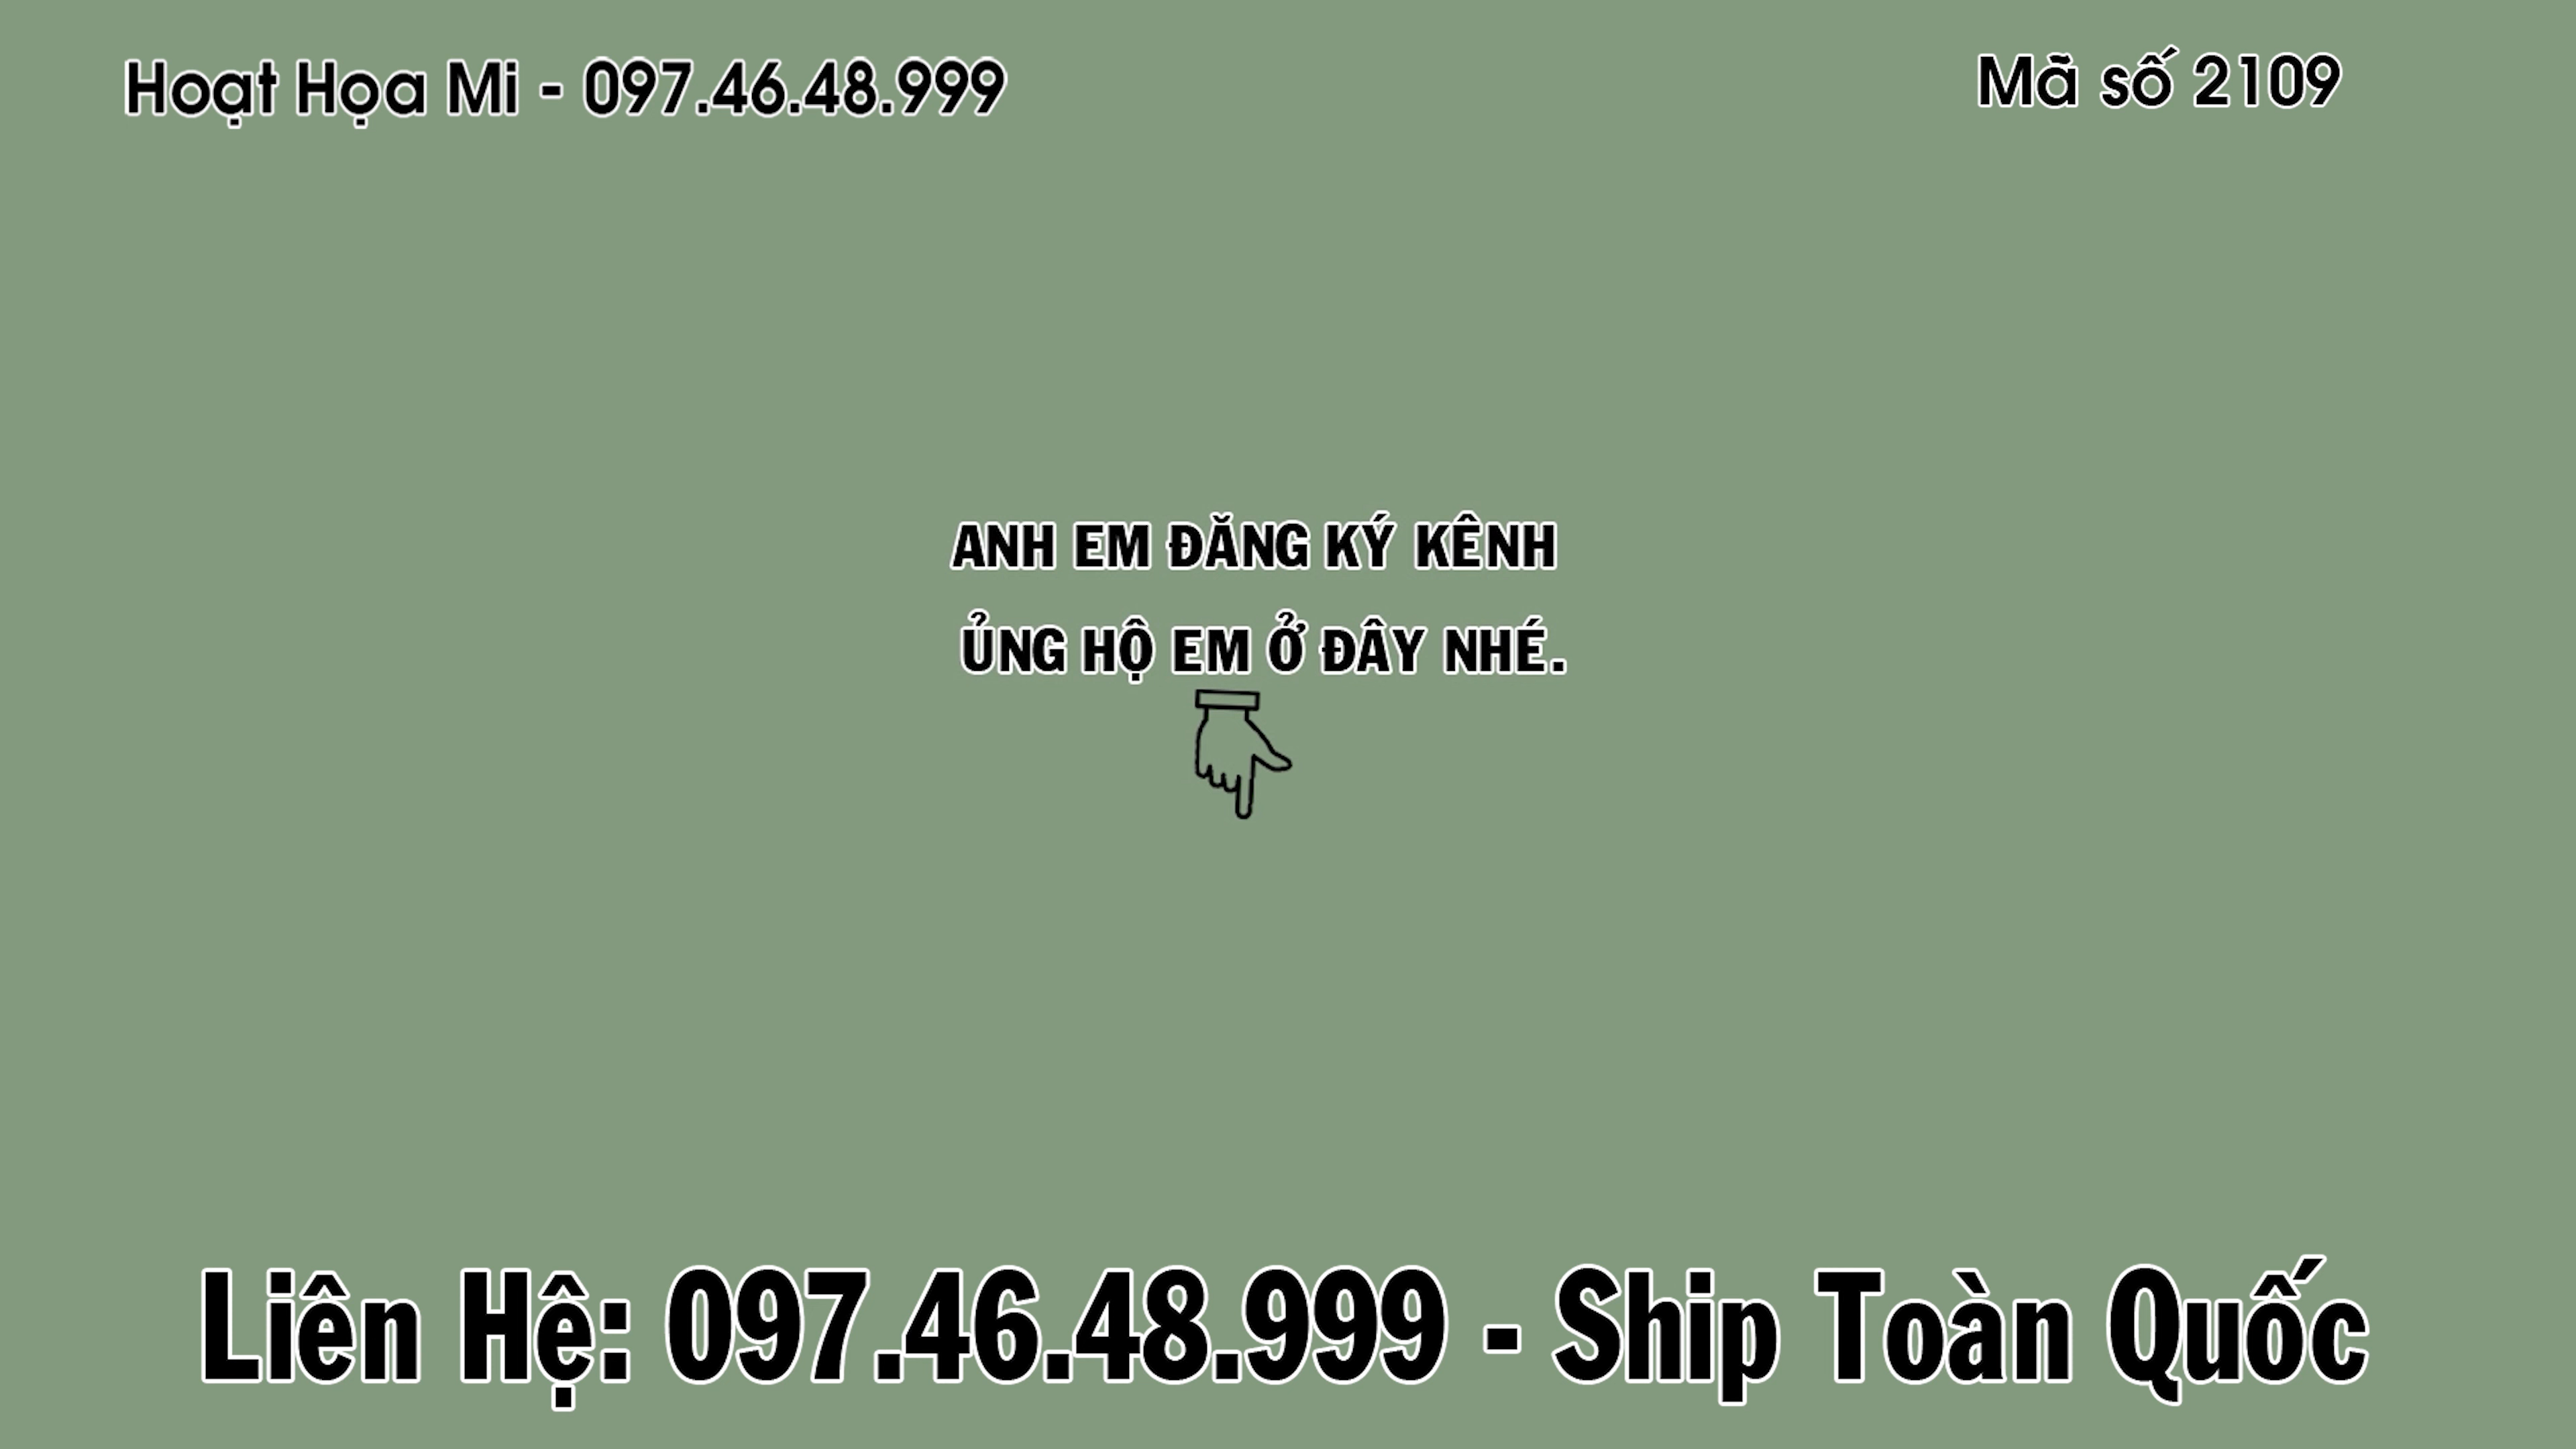 Hoạt Họa Mi - 097.46.48.999
Mã số 2109
ANH EM ĐĂNG KÝ KÊNH
ỦNG HỘ EM Ở ĐÂY NHÉ.
Liên Hệ: 097.46.48.999 - Ship Toàn Quốc